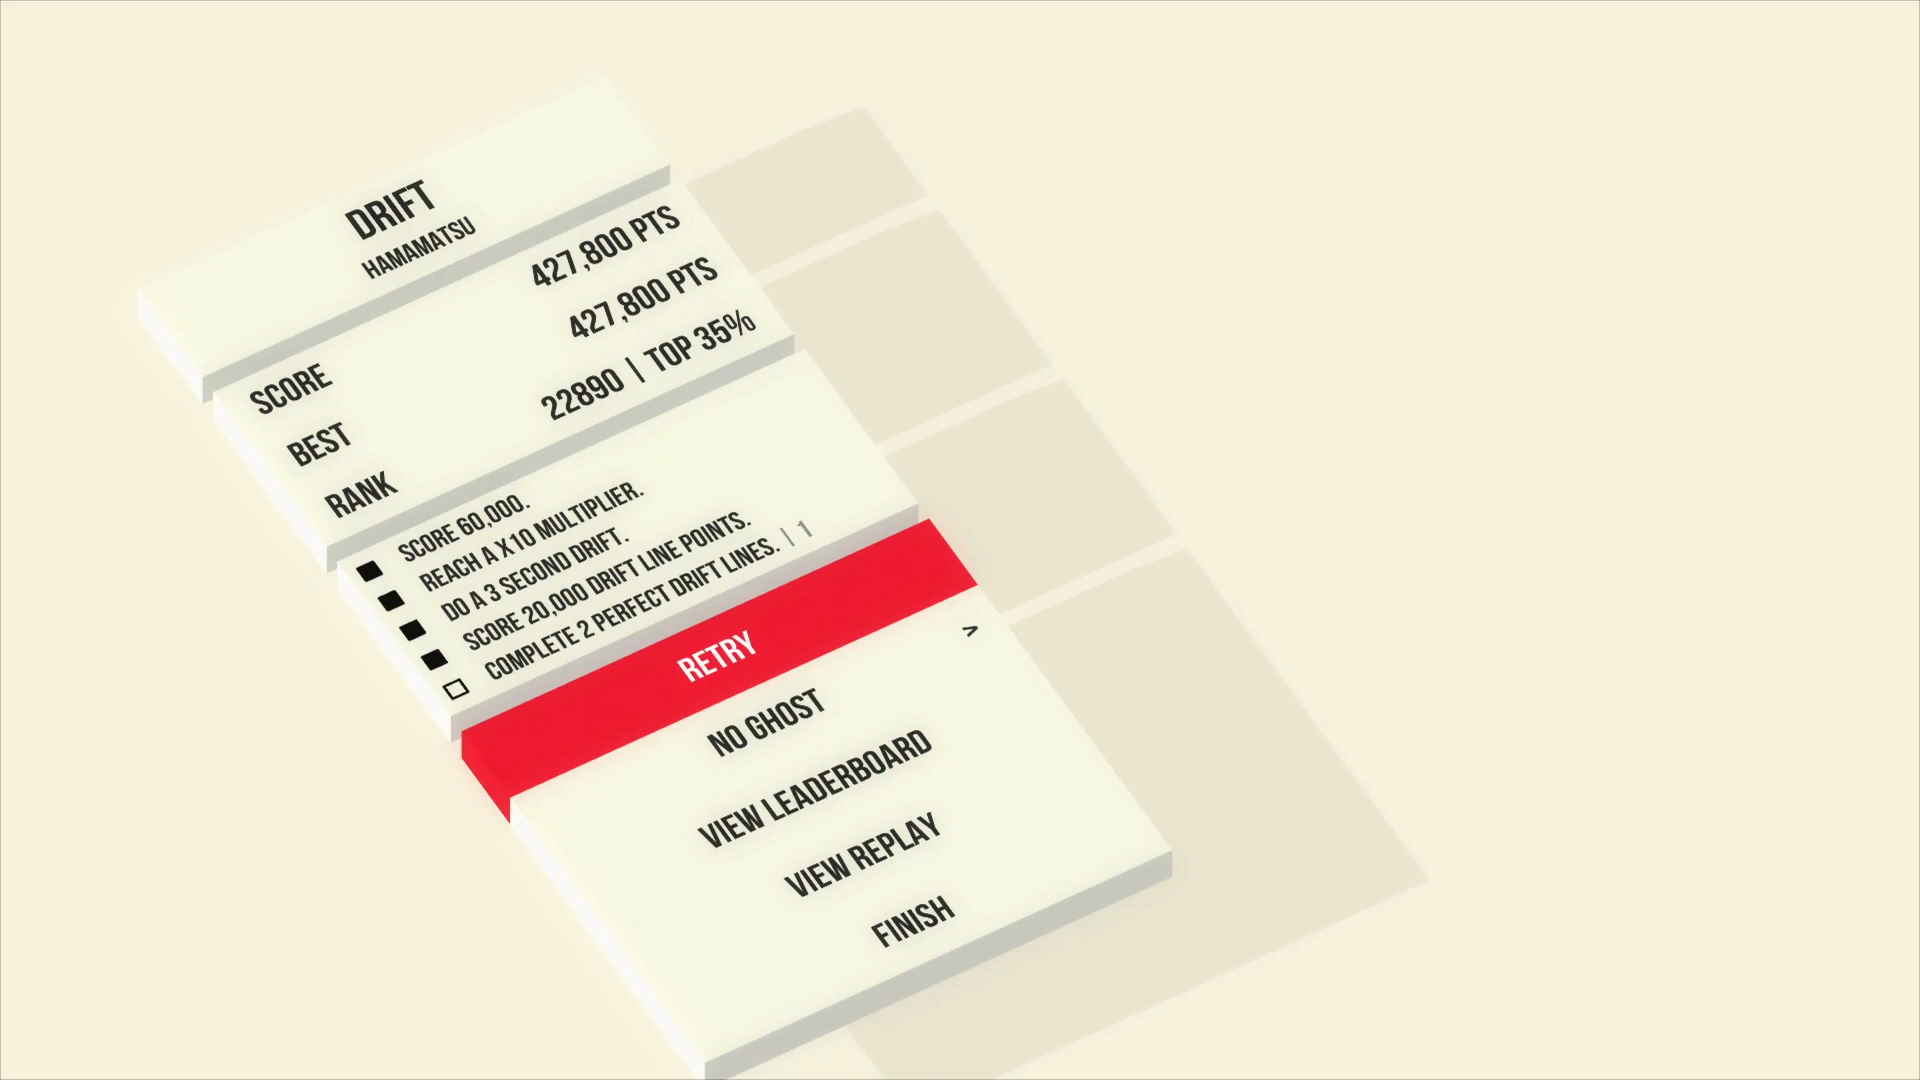 DRIFT
HAMAMATSU
SCORE 427,800 PTS
BEST 427,800 PTS
RANK 22890 | TOP 35%
SCORE 60,000.
REACH A X10 MULTIPLIER.
DO A 3 SECOND DRIFT.
SCORE 20,000 DRIFT LINE POINTS.
COMPLETE 2 PERFECT DRIFT LINES. | 1
RETRY
NO GHOST >
VIEW LEADERBOARD
VIEW REPLAY
FINISH